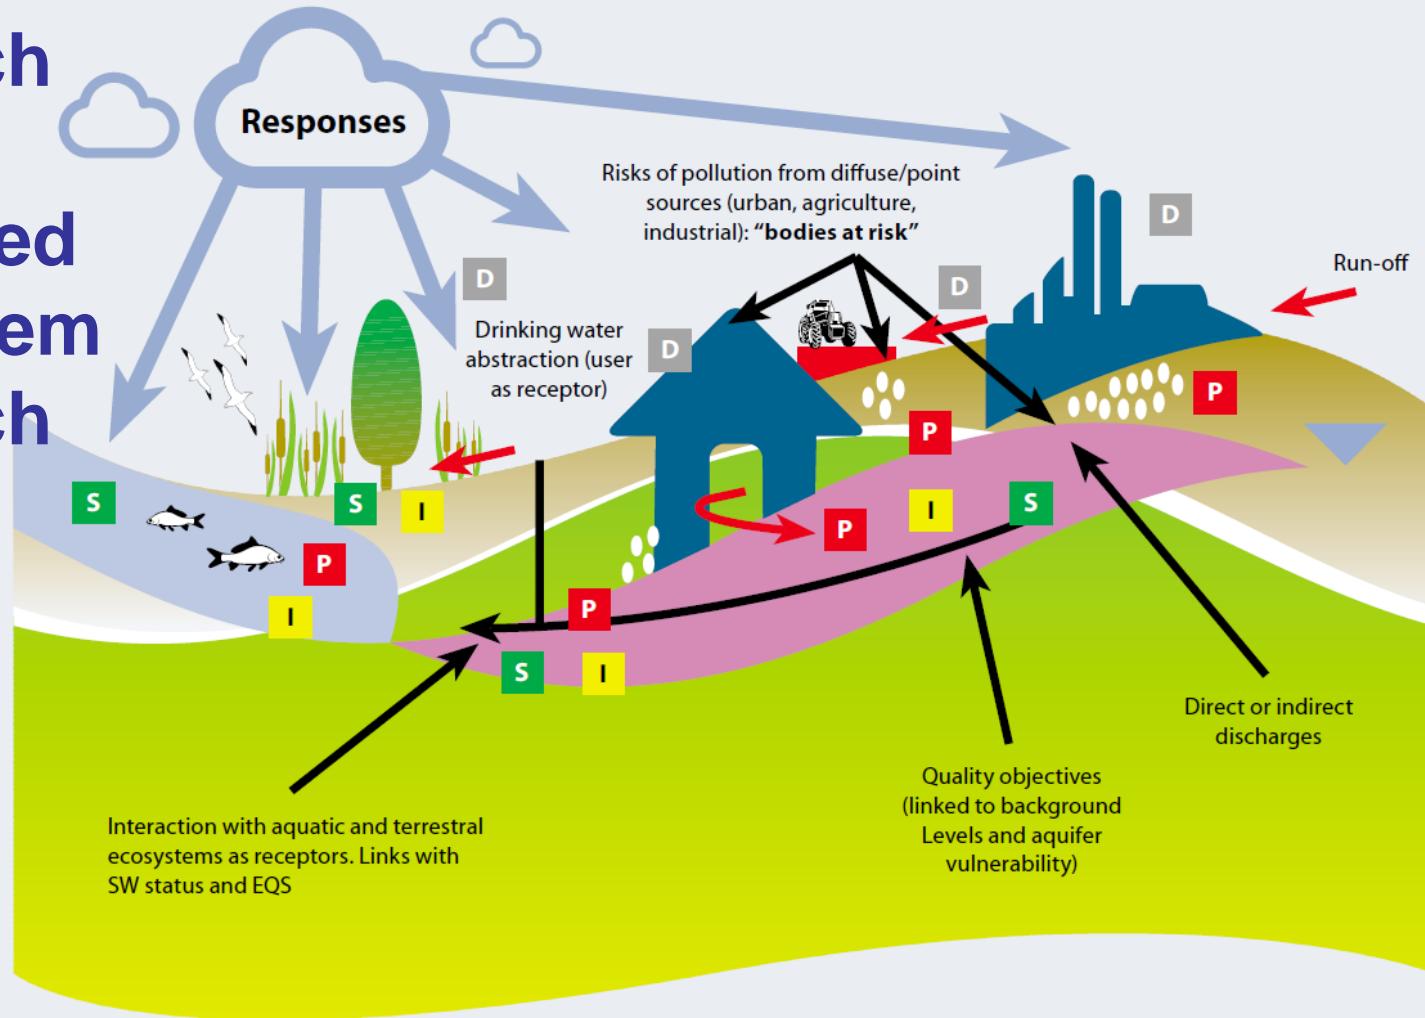 ch
ed
em
ch
Responses
Risks of pollution from diffuse/point
sources (urban, agriculture,
industrial): “bodies at risk”
D
Run-off
D
D
Drinking water
abstraction (user
as receptor)
D
P
P
S
S
I
I
S
P
P
I
P
S
I
Direct or indirect
discharges
Quality objectives
(linked to background
Levels and aquifer
vulnerability)
Interaction with aquatic and terrestral
ecosystems as receptors. Links with
SW status and EQS